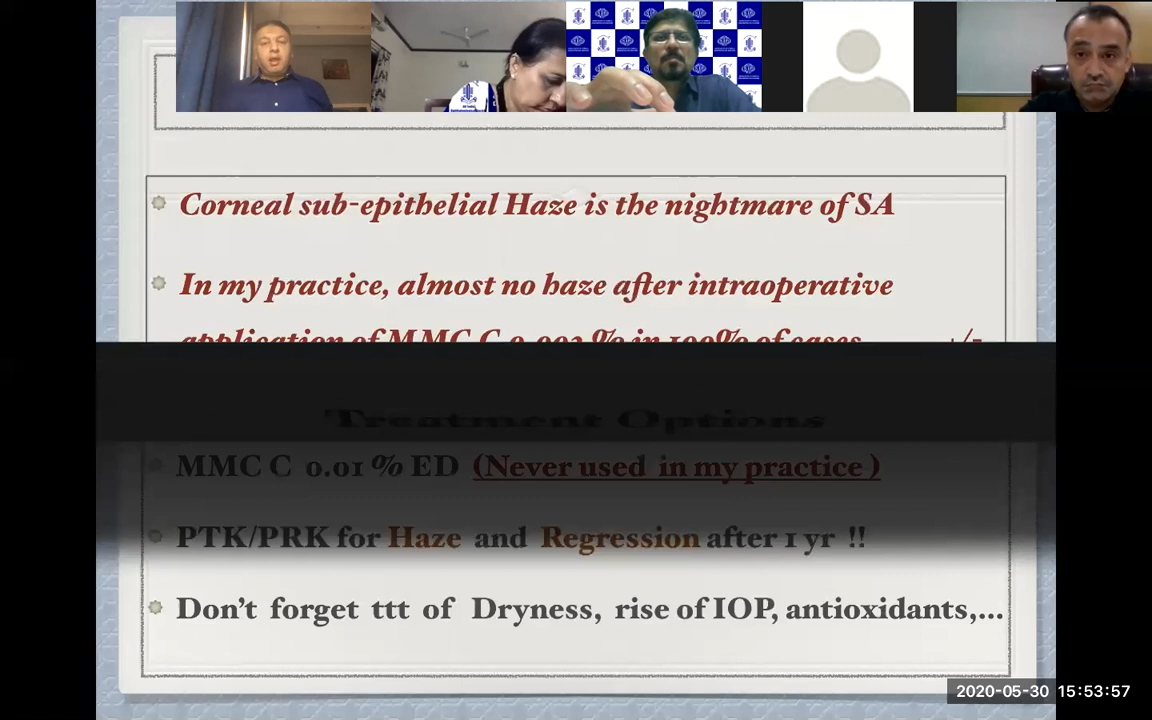 Corneal sub-epithelial Haze is the nightmare of SA
In my practice, almost no haze after intraoperative
application of MMC C 0.002 % in 100% of cases +/-
Treatment Options
MMC C 0.01 % ED (Never used in my practice )
PTK/PRK for Haze and Regression after 1 yr !!
Don't forget ttt of Dryness, rise of IOP, antioxidants,...
2020-05-30 15:53:57